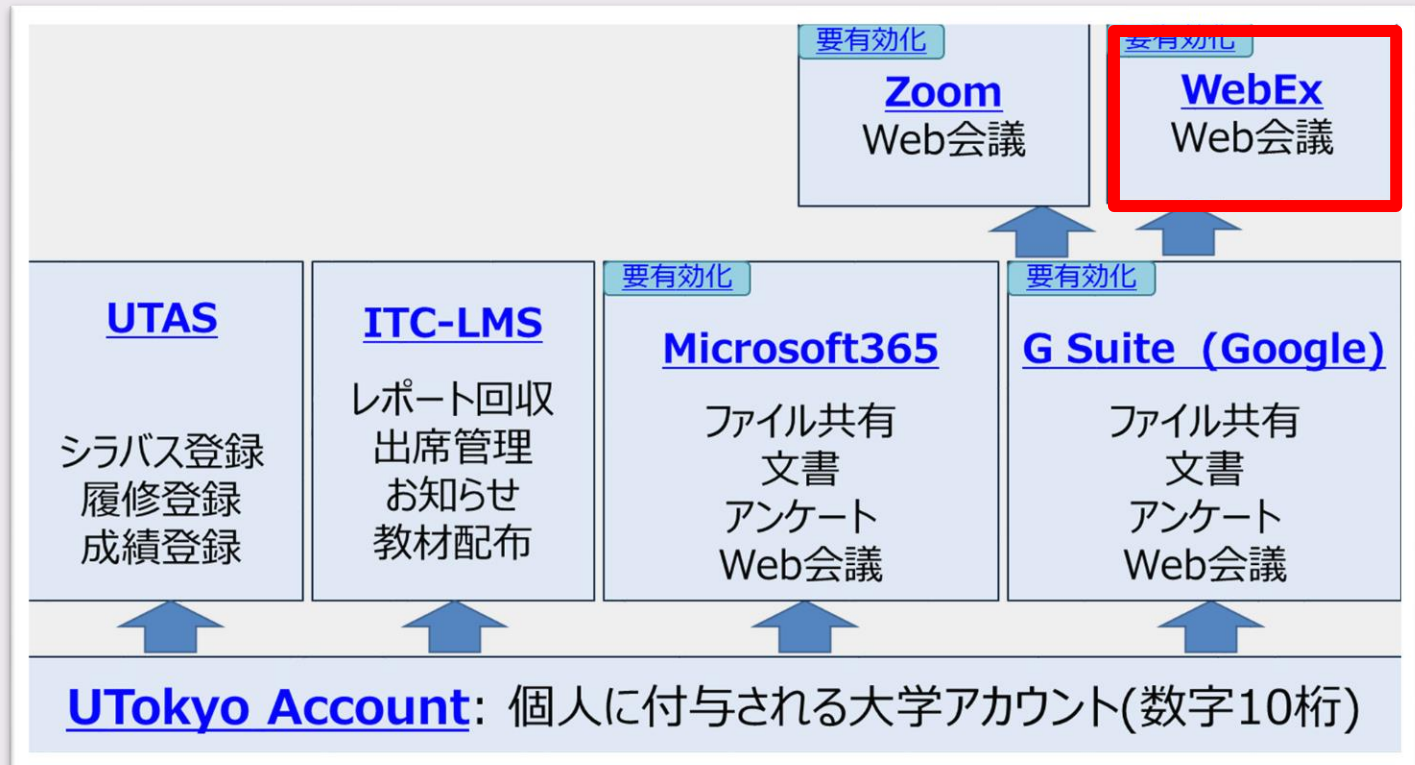 要有効化
Zoom
Web会議
要有効化
WebEx
Web会議
UTAS
シラバス登録
履修登録
成績登録
ITC-LMS
レポート回収
出席管理
お知らせ
教材配布
要有効化
Microsoft365
ファイル共有
文書
アンケート
Web会議
要有効化
G Suite (Google)
ファイル共有
文書
アンケート
Web会議
UTokyo Account: 個人に付与される大学アカウント(数字10桁)